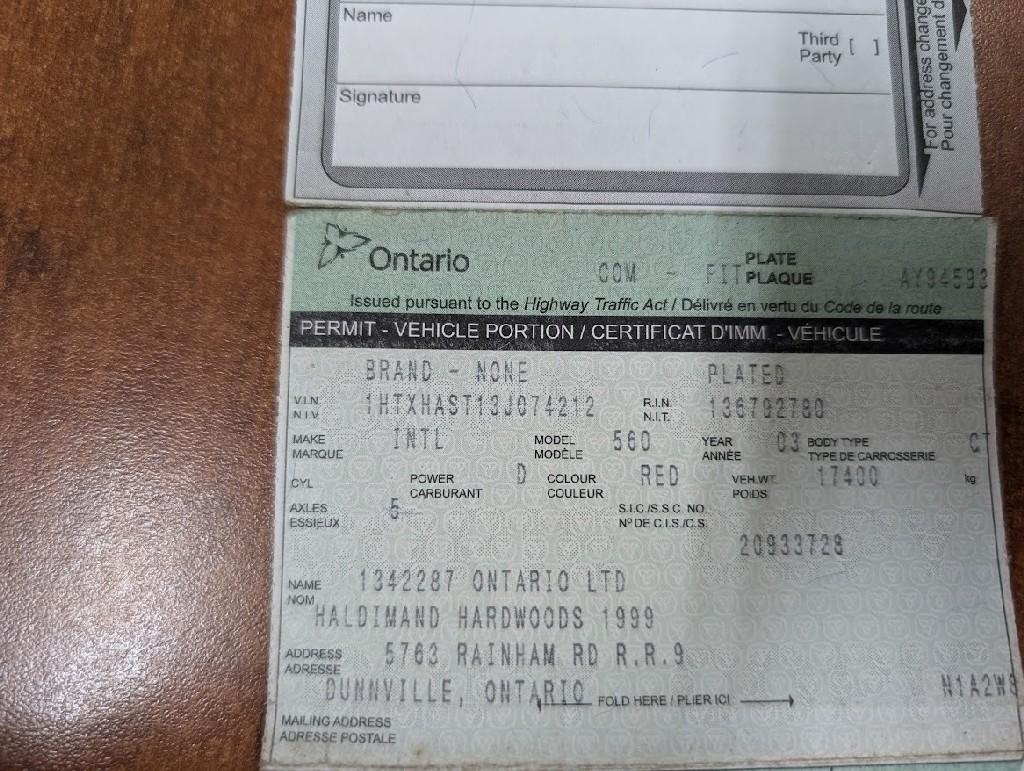 Name
Third Party [ ]
Signature
For address change
Pour changement d
Ontario
COM - FIT PLATE PLAQUE AY94593
Issued pursuant to the Highway Traffic Act / Délivré en vertu du Code de la route
PERMIT - VEHICLE PORTION / CERTIFICAT D'IMM. - VÉHICULE
BRAND - NONE PLATED
V.I.N. N.I.V. 1HTXHAST13J074212 R.I.N. N.I.T. 136792780
MAKE MARQUE INTL MODEL MODÈLE 560 YEAR ANNÉE 03 BODY TYPE TYPE DE CARROSSERIE CT
CYL POWER CARBURANT D COLOUR COULEUR RED VEH.WT. POIDS 17400 kg
AXLES ESSIEUX 5 S.I.C./S.S.C. NO. Nº DE C.I.S./C.S.
20933728
NAME NOM 1342287 ONTARIO LTD
HALDIMAND HARDWOODS 1999
ADDRESS ADRESSE 5763 RAINHAM RD R.R.9
DUNNVILLE, ONTARIO FOLD HERE / PLIER ICI N1A2W8
MAILING ADDRESS
ADRESSE POSTALE